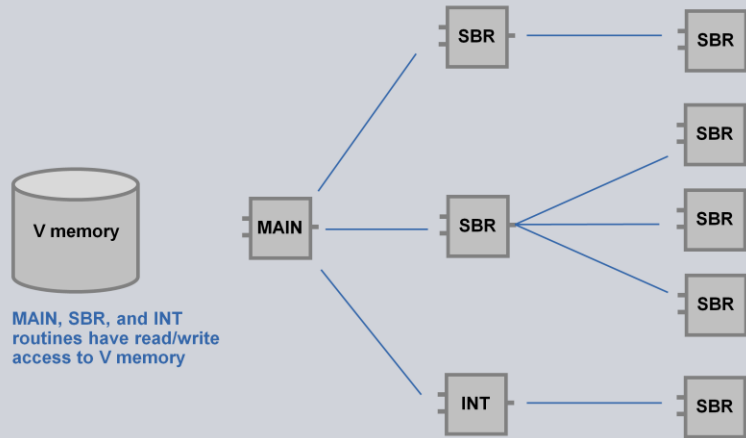 SBR
SBR
SBR
V memory
MAIN
SBR
SBR
SBR
MAIN, SBR, and INT
routines have read/write
access to V memory
INT
SBR